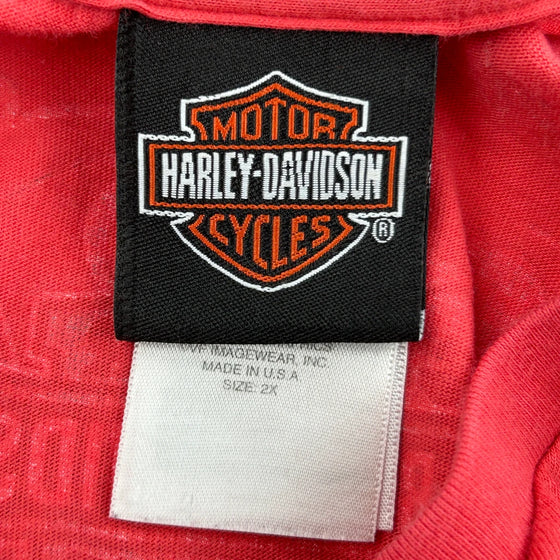 MOTOR
HARLEY-DAVIDSON
CYCLES
®
VF IMAGEWEAR, INC.
MADE IN U.S.A
SIZE: 2X